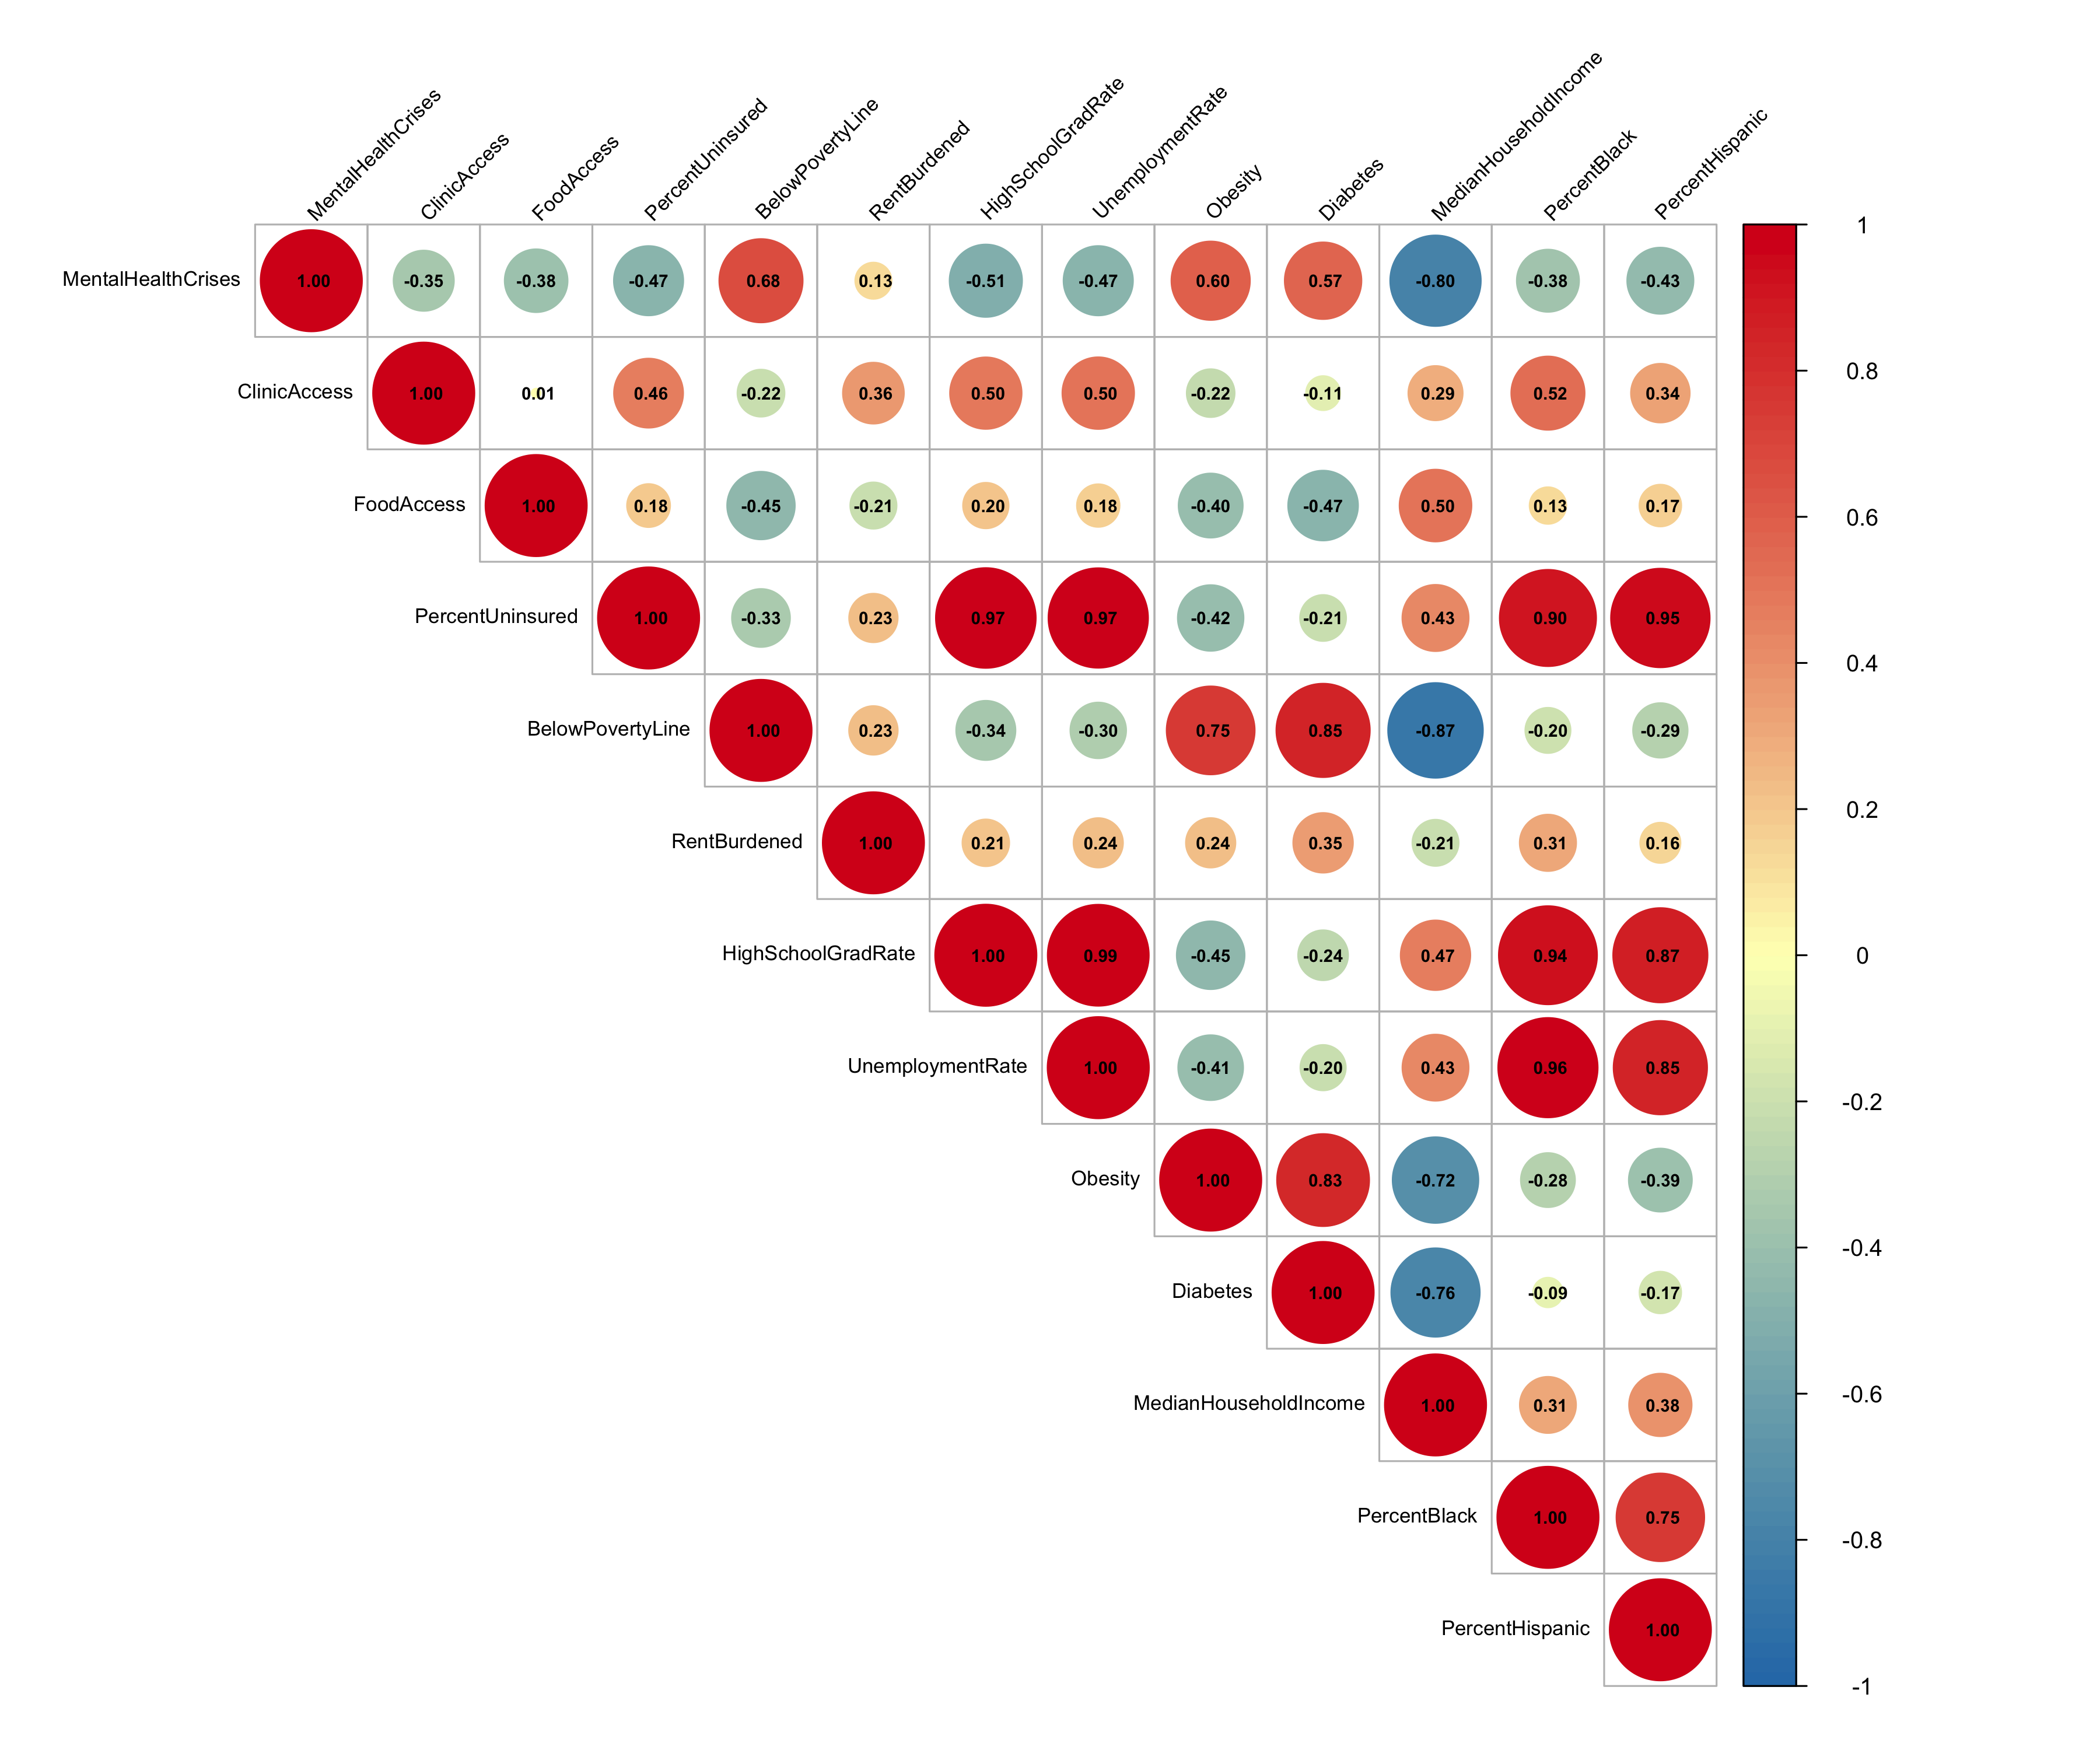 MentalHealthCrises
ClinicAccess
FoodAccess
PercentUninsured
BelowPovertyLine
RentBurdened
HighSchoolGradRate
UnemploymentRate
Obesity
Diabetes
MedianHouseholdIncome
PercentBlack
PercentHispanic
MentalHealthCrises 1.00 -0.35 -0.38 -0.47 0.68 0.13 -0.51 -0.47 0.60 0.57 -0.80 -0.38 -0.43
ClinicAccess 1.00 0.01 0.46 -0.22 0.36 0.50 0.50 -0.22 -0.11 0.29 0.52 0.34
FoodAccess 1.00 0.18 -0.45 -0.21 0.20 0.18 -0.40 -0.47 0.50 0.13 0.17
PercentUninsured 1.00 -0.33 0.23 0.97 0.97 -0.42 -0.21 0.43 0.90 0.95
BelowPovertyLine 1.00 0.23 -0.34 -0.30 0.75 0.85 -0.87 -0.20 -0.29
RentBurdened 1.00 0.21 0.24 0.24 0.35 -0.21 0.31 0.16
HighSchoolGradRate 1.00 0.99 -0.45 -0.24 0.47 0.94 0.87
UnemploymentRate 1.00 -0.41 -0.20 0.43 0.96 0.85
Obesity 1.00 0.83 -0.72 -0.28 -0.39
Diabetes 1.00 -0.76 -0.09 -0.17
MedianHouseholdIncome 1.00 0.31 0.38
PercentBlack 1.00 0.75
PercentHispanic 1.00
1
0.8
0.6
0.4
0.2
0
-0.2
-0.4
-0.6
-0.8
-1